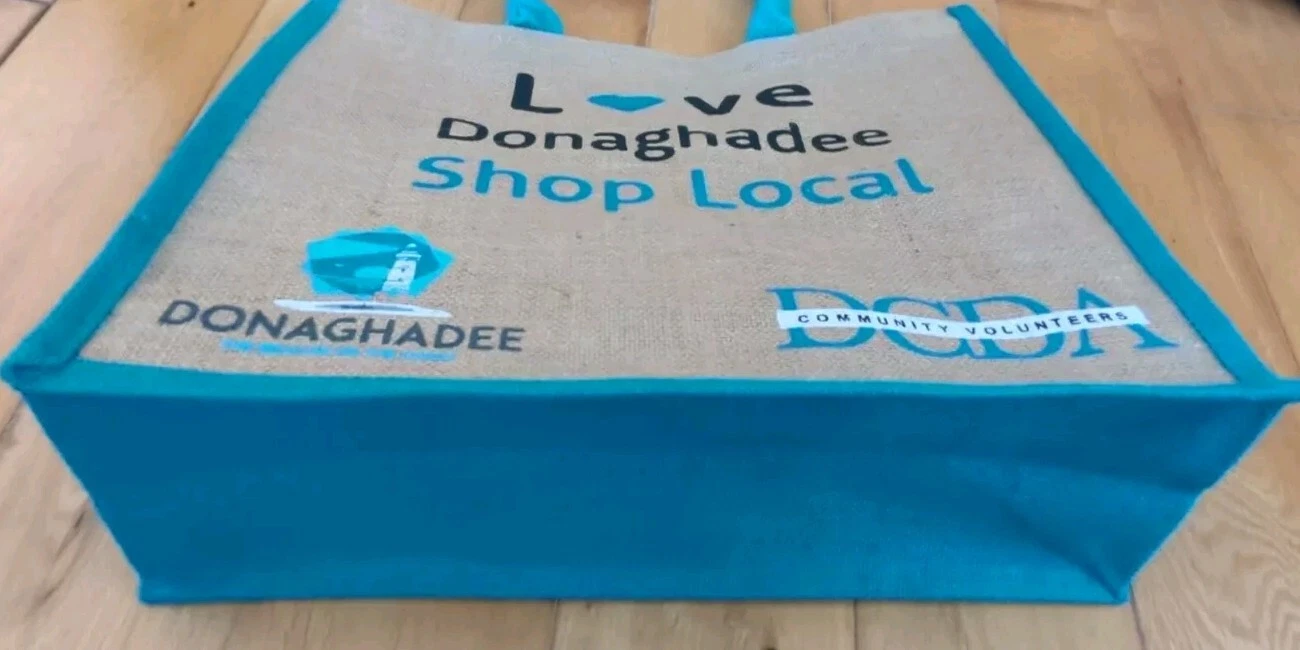 Love
Donaghadee
Shop Local
DONAGHADEE
DCDA
COMMUNITY VOLUNTEERS